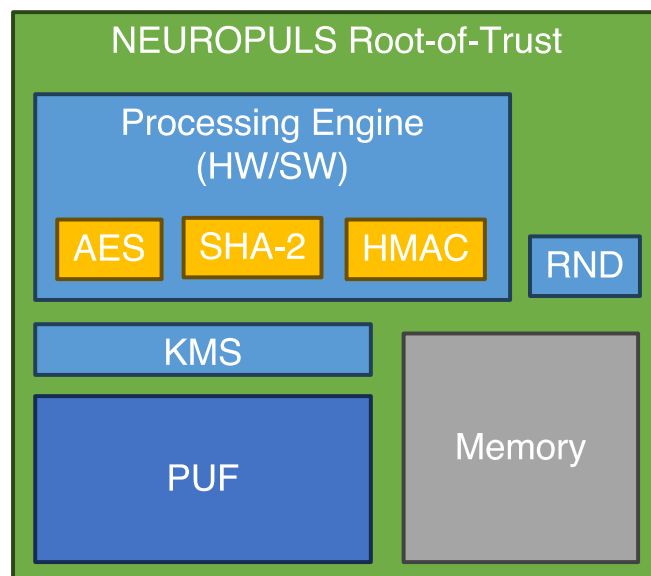 NEUROPULS Root-of-Trust
Processing Engine
(HW/SW)
AES
SHA-2
HMAC
RND
KMS
PUF
Memory